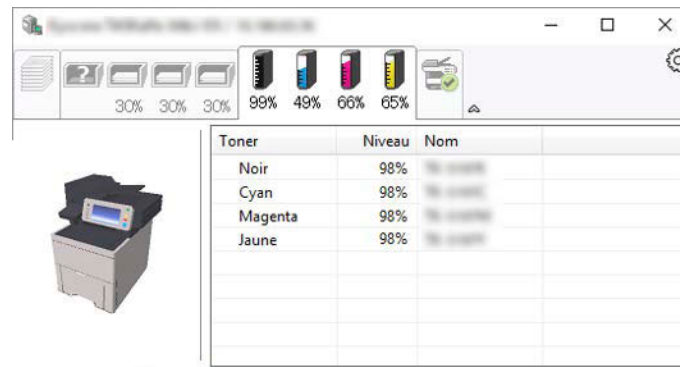 ?
30% 30% 30% 99% 49% 66% 65%
Toner Niveau Nom
Noir 98%
Cyan 98%
Magenta 98%
Jaune 98%